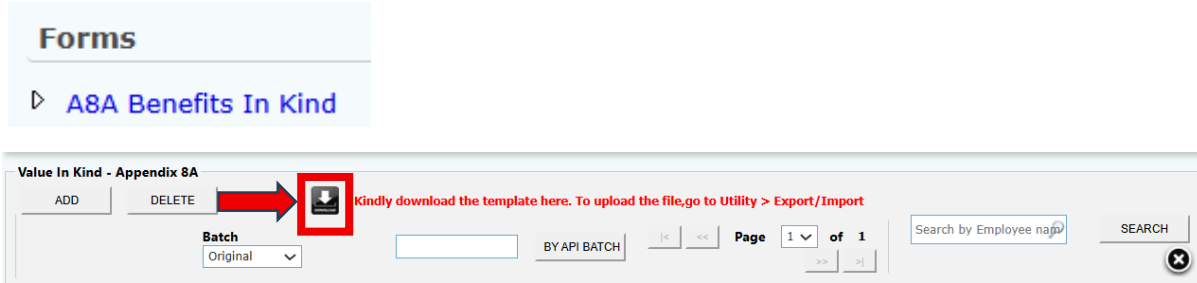 Forms
A8A Benefits In Kind
Value In Kind - Appendix 8A
ADD DELETE DOWNLOAD Kindly download the template here. To upload the file,go to Utility > Export/Import
Batch
Original
BY API BATCH |< << Page 1 of 1
>> >|
Search by Employee nam SEARCH